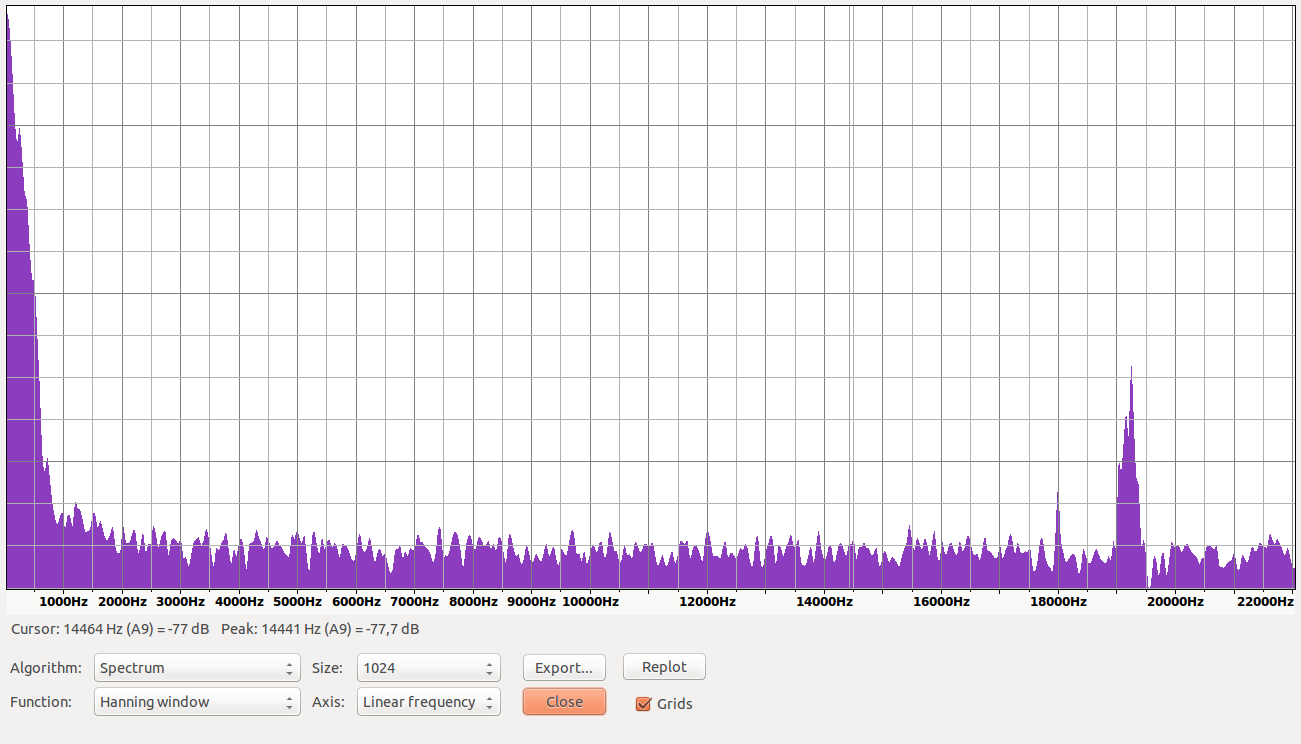 1000Hz 2000Hz 3000Hz 4000Hz 5000Hz 6000Hz 7000Hz 8000Hz 9000Hz 10000Hz 12000Hz 14000Hz 16000Hz 18000Hz 20000Hz 22000Hz
Cursor: 14464 Hz (A9) = -77 dB Peak: 14441 Hz (A9) = -77,7 dB
Algorithm: Spectrum Size: 1024 Export... Replot
Function: Hanning window Axis: Linear frequency Close Grids